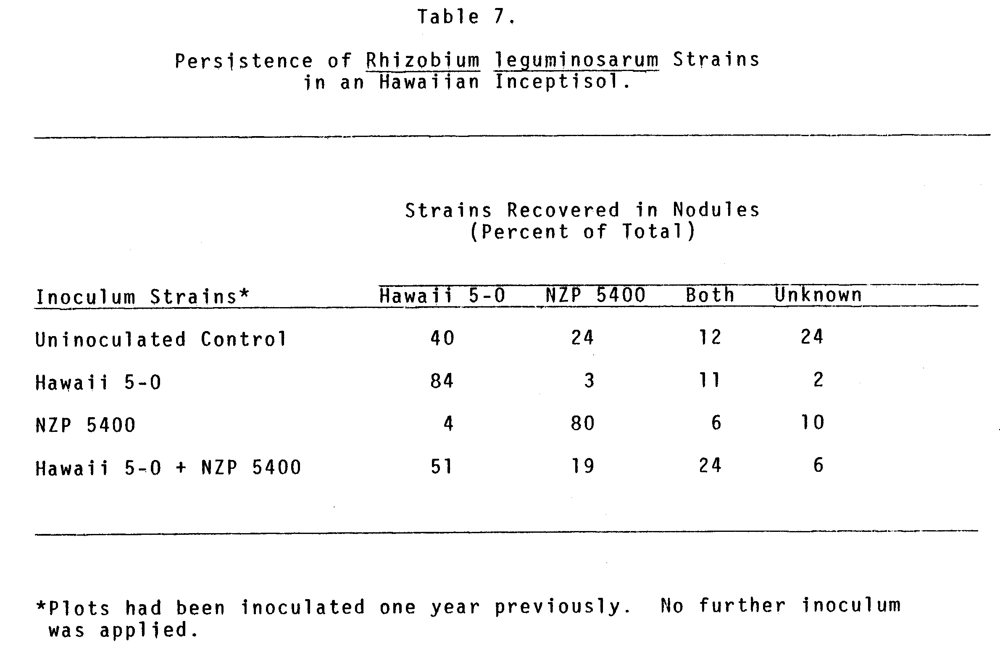 Table 7.
Persistence of Rhizobium leguminosarum Strains
in an Hawaiian Inceptisol.
Strains Recovered in Nodules
(Percent of Total)
Inoculum Strains* Hawaii 5-0 NZP 5400 Both Unknown
Uninoculated Control 40 24 12 24
Hawaii 5-0 84 3 11 2
NZP 5400 4 80 6 10
Hawaii 5-0 + NZP 5400 51 19 24 6
*Plots had been inoculated one year previously. No further inoculum
was applied.